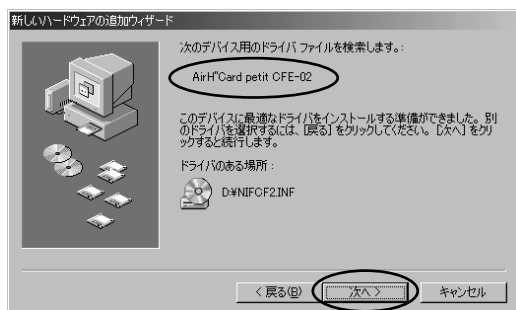 新しいハードウェアの追加ウィザード
次のデバイス用のドライバ ファイルを検索します。:
AirH"Card petit CFE-02
このデバイスに最適なドライバをインストールする準備ができました。別
のドライバを選択するには、[戻る] をクリックしてください。[次へ] をクリ
ックすると続行します。
ドライバのある場所 :
D:¥NIFCF2.INF
< 戻る(B)
次へ >
キャンセル